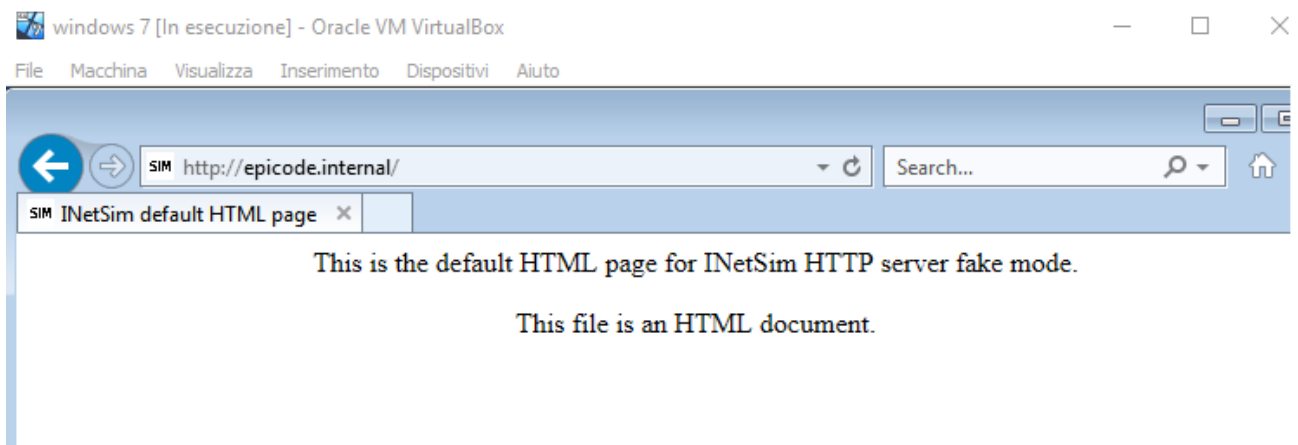 windows 7 [In esecuzione] - Oracle VM VirtualBox
File Macchina Visualizza Inserimento Dispositivi Aiuto
SIM http://epicode.internal/ Search...
SIM INetSim default HTML page
This is the default HTML page for INetSim HTTP server fake mode.
This file is an HTML document.